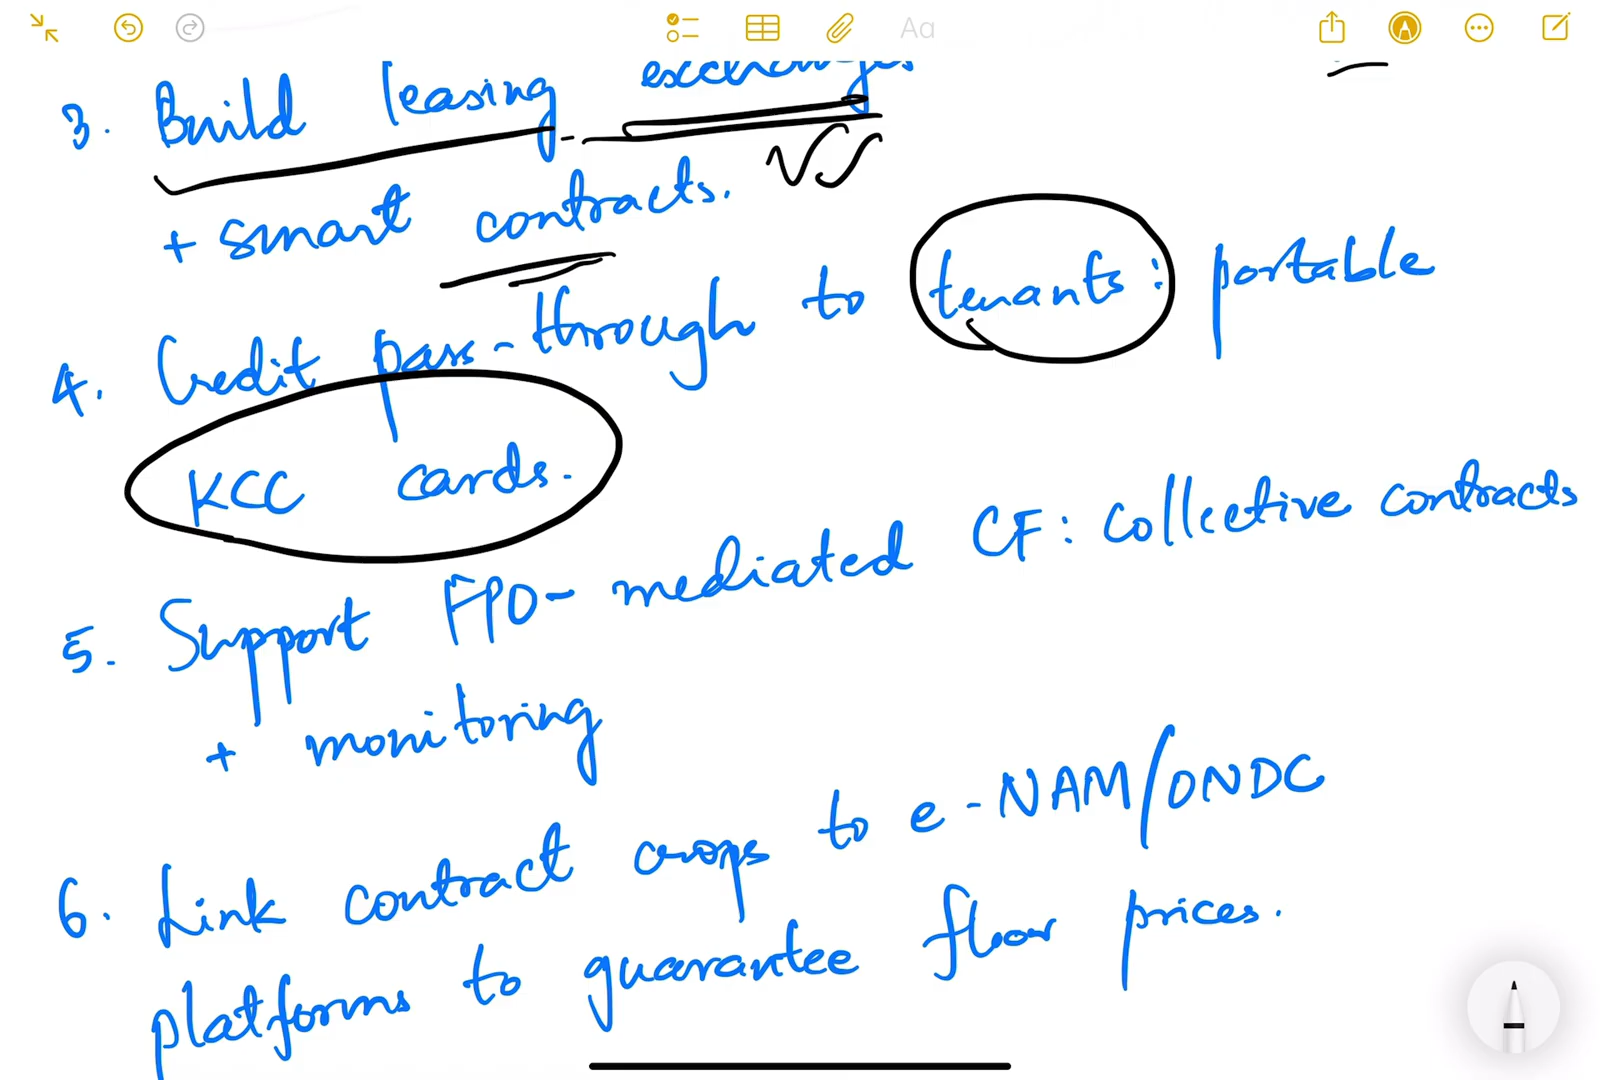 Aa
3. Build leasing exchanges
+ smart contracts.
4. Credit pass-through to tenants: portable
KCC cards.
5. Support FPO-mediated CF: collective contracts
+ monitoring
6. Link contract crops to e-NAM/ONDC
platforms to guarantee floor prices.